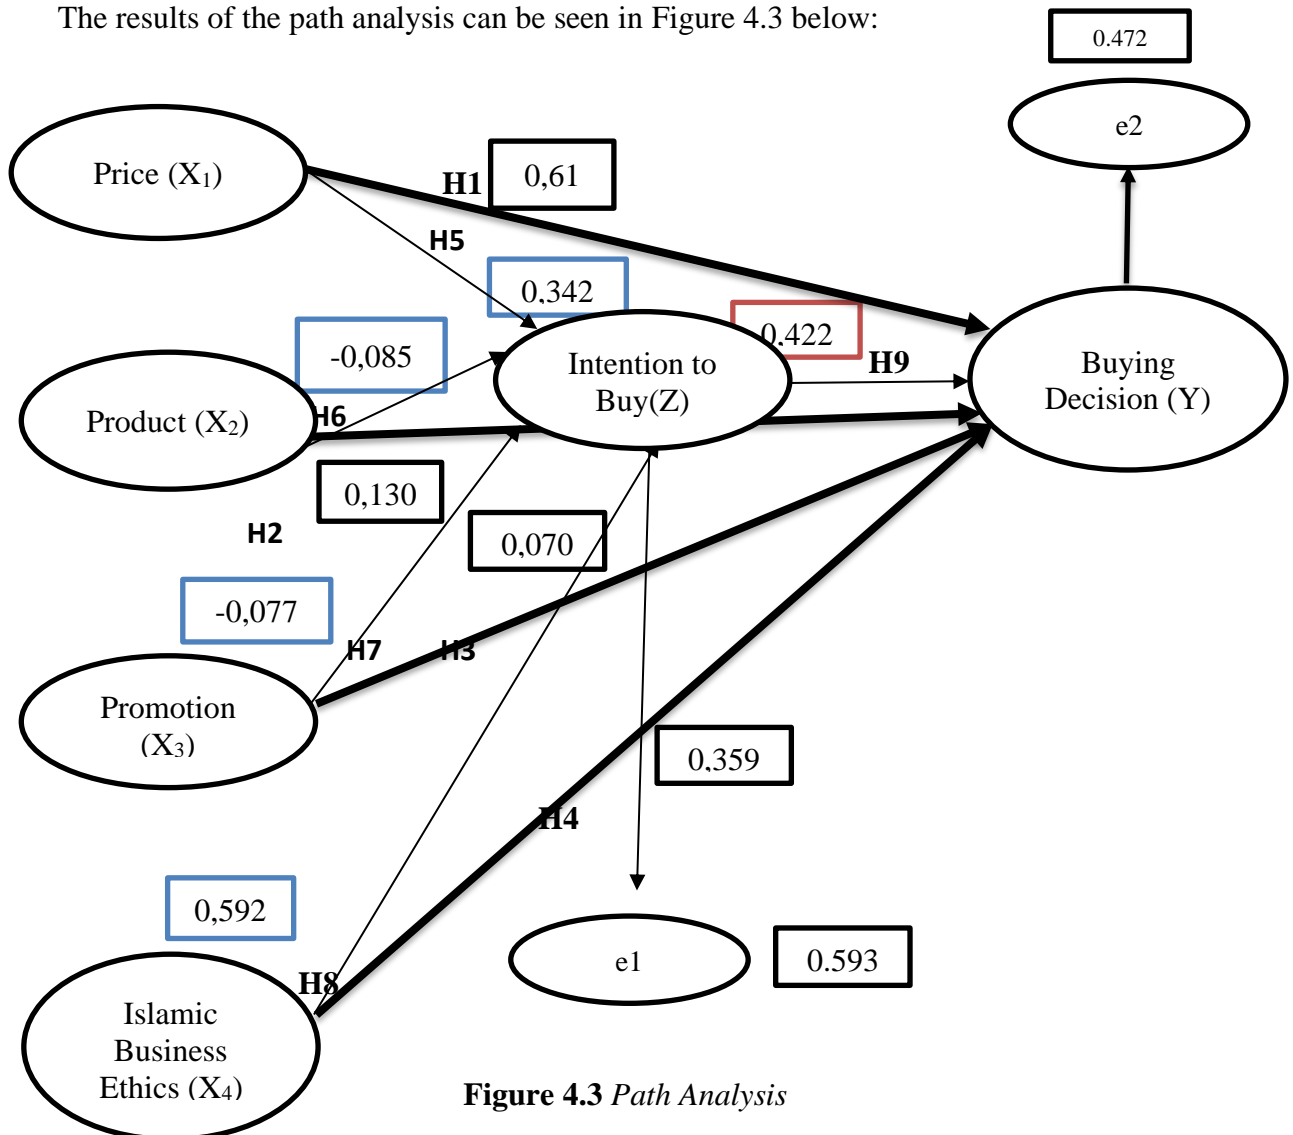 The results of the path analysis can be seen in Figure 4.3 below:
0.472
e2
Price (X₁)
H1
0,61
H5
0,342
0,422
-0,085
Intention to
Buy(Z)
H9
Buying
Decision (Y)
Product (X₂)
H6
0,130
H2
0,070
-0,077
H7
H3
Promotion
(X₃)
0,359
H4
0,592
e1
0.593
H8
Islamic
Business
Ethics (X₄)
Figure 4.3 Path Analysis